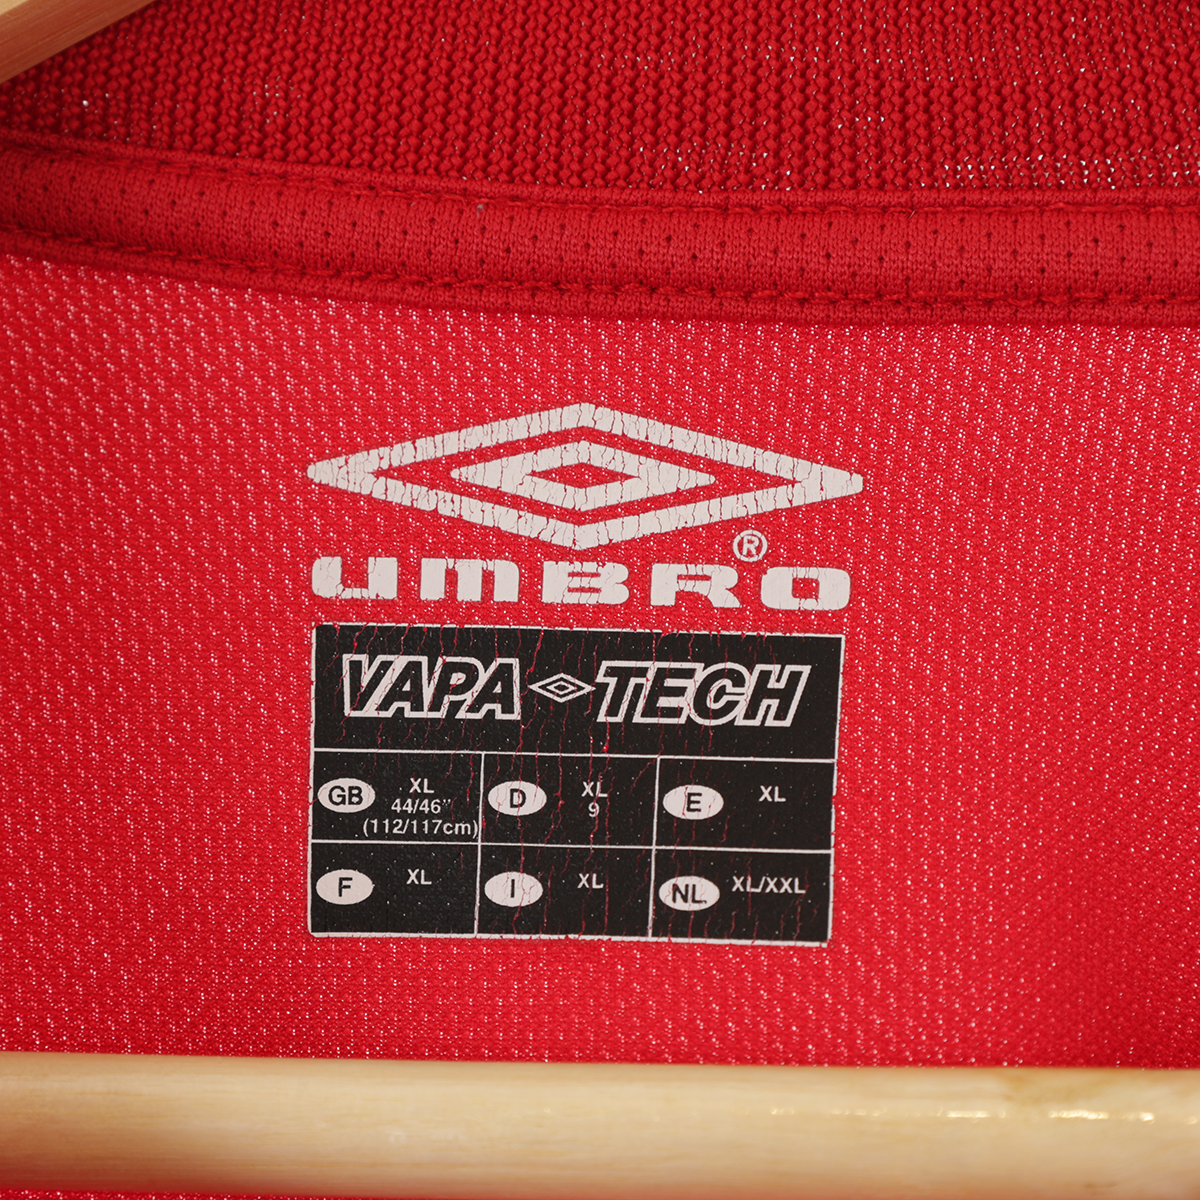 UMBRO®
VAPA TECH
GB XL
44/46"
(112/117cm)
D XL
9
E XL
F XL
I XL
NL XL/XXL